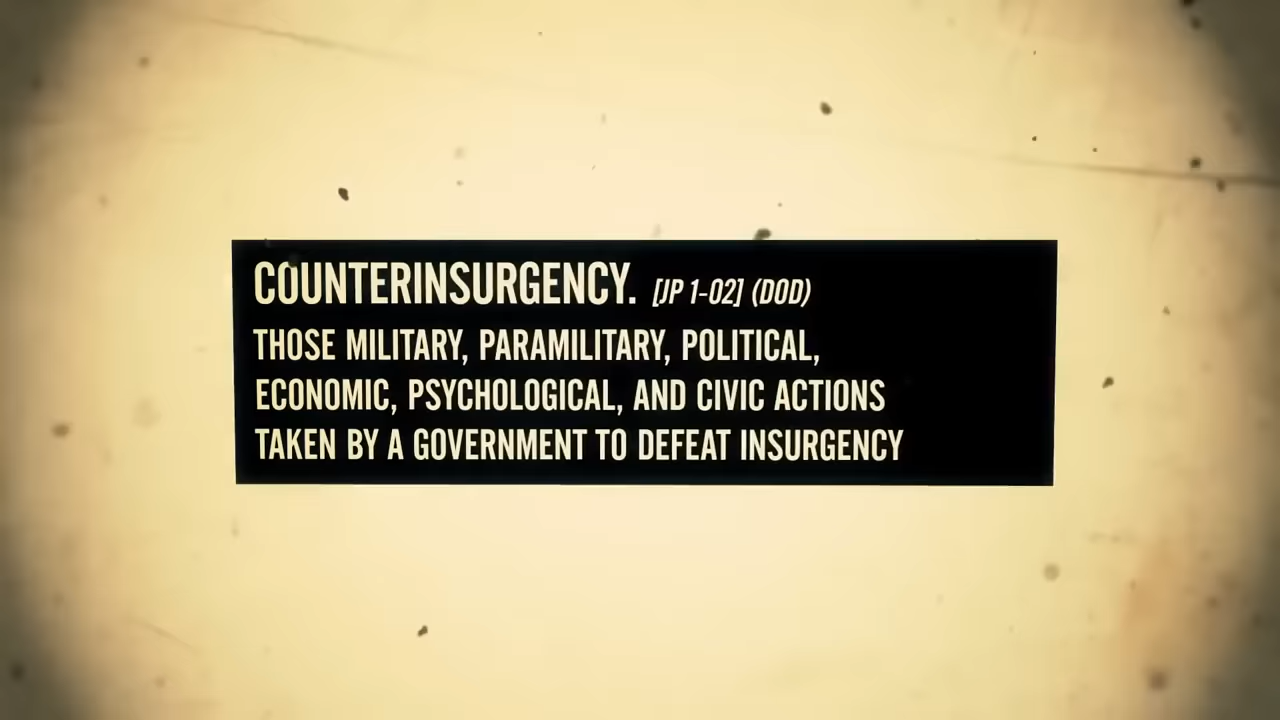 COUNTERINSURGENCY. [JP 1-02] (DOD)
THOSE MILITARY, PARAMILITARY, POLITICAL,
ECONOMIC, PSYCHOLOGICAL, AND CIVIC ACTIONS
TAKEN BY A GOVERNMENT TO DEFEAT INSURGENCY